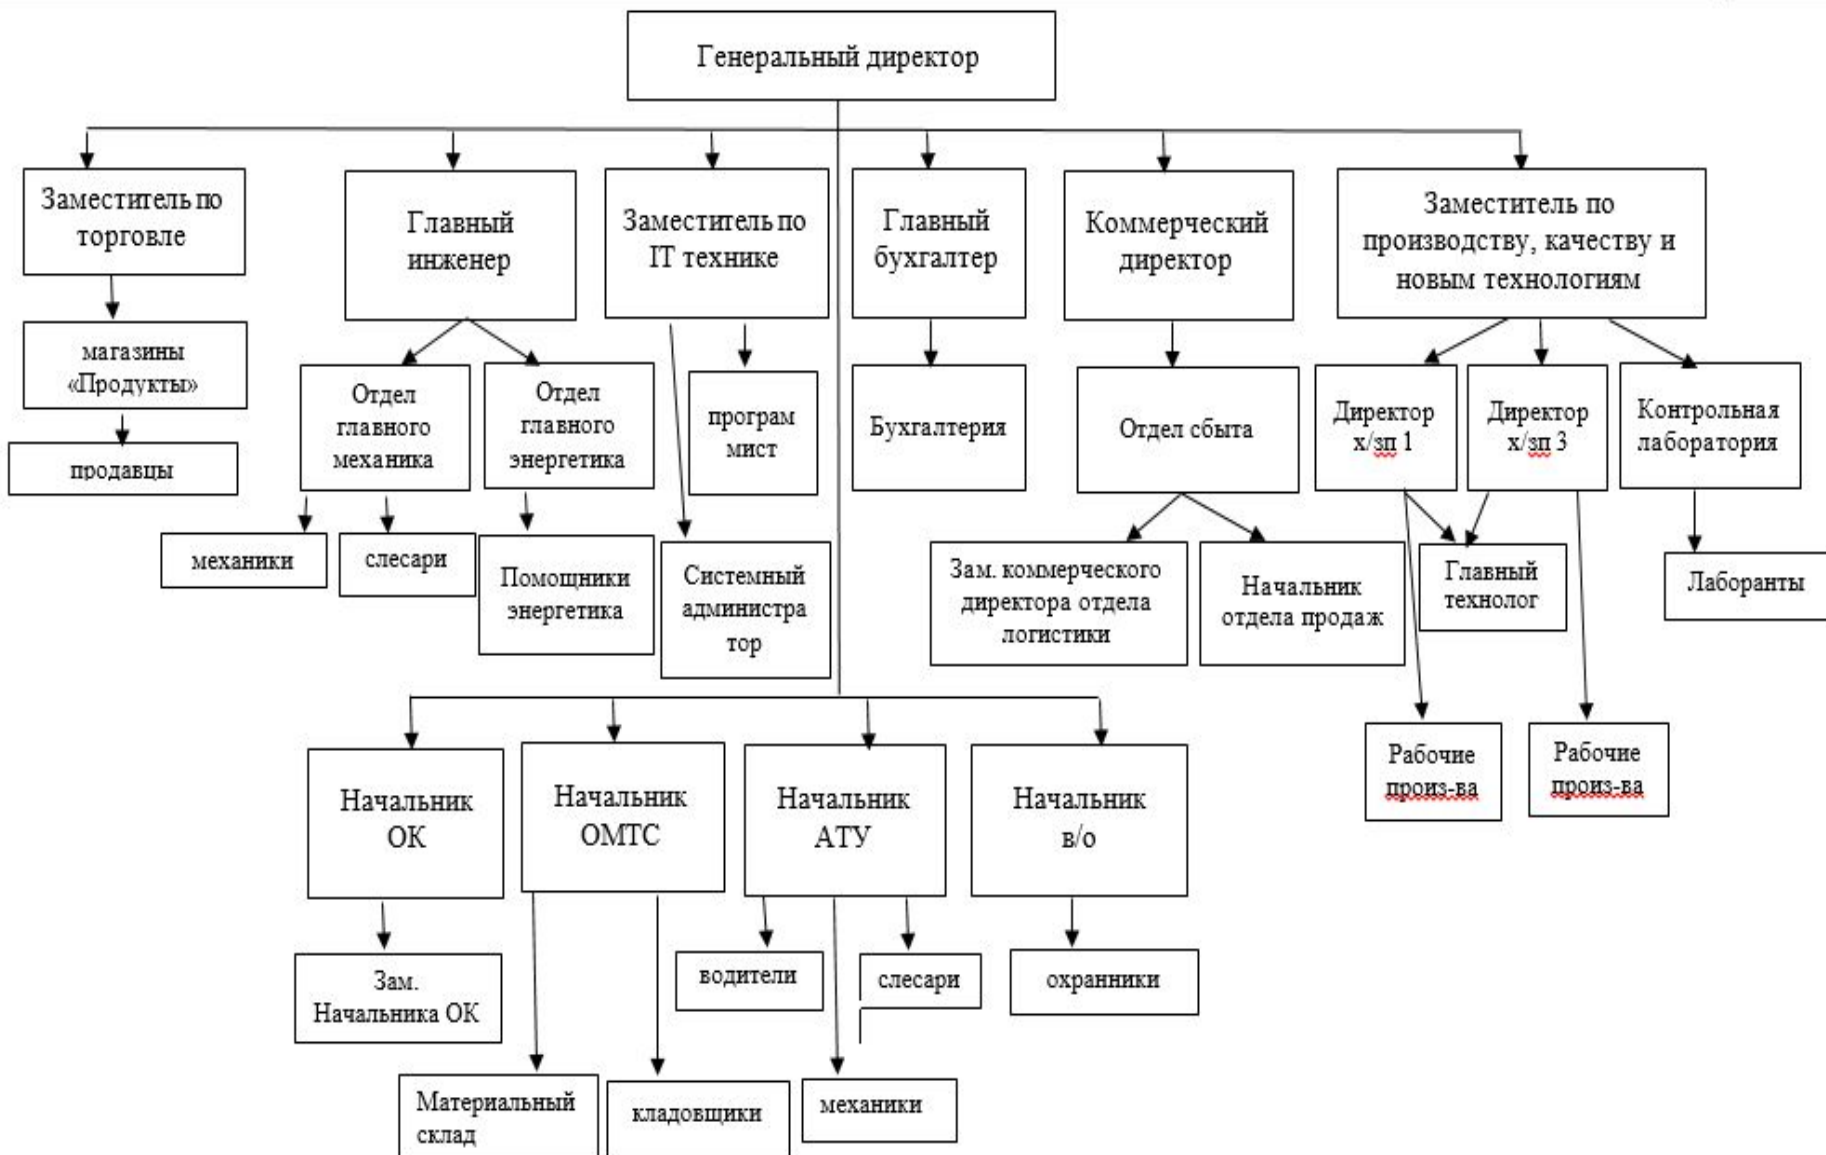 Генеральный директор
Заместитель по
торговле
Главный
инженер
Заместитель по
IT технике
Главный
бухгалтер
Коммерческий
директор
Заместитель по
производству, качеству и
новым технологиям
магазины
«Продукты»
продавцы
Отдел
главного
механика
Отдел
главного
энергетика
програм
мист
Бухгалтерия
Отдел сбыта
Директор
х/зп 1
Директор
х/зп 3
Контрольная
лаборатория
механики
слесари
Помощники
энергетика
Системный
администра
тор
Зам. коммерческого
директора отдела
логистики
Начальник
отдела продаж
Главный
технолог
Лаборанты
Рабочие
произ-ва
Рабочие
произ-ва
Начальник
ОК
Начальник
ОМТС
Начальник
АТУ
Начальник
в/о
Зам.
Начальника ОК
водители
слесари
охранники
Материальный
склад
кладовщики
механики